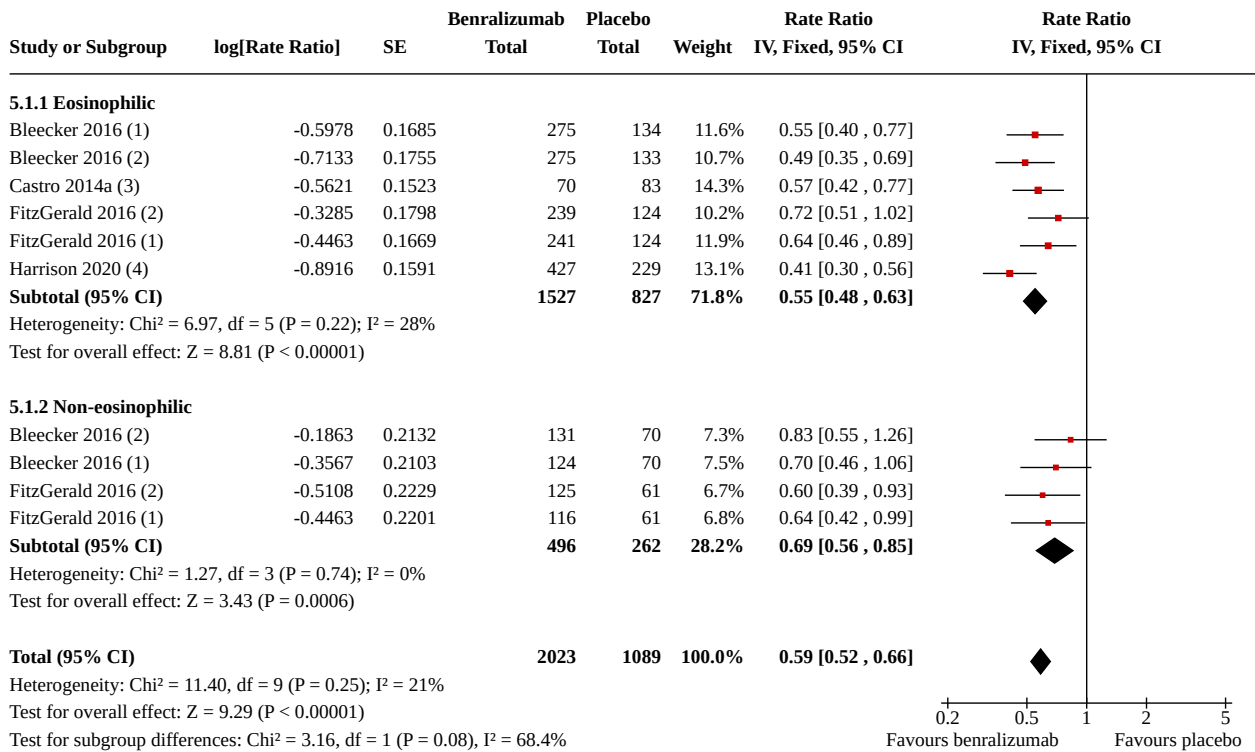 Benralizumab Placebo Rate Ratio Rate Ratio
Study or Subgroup log[Rate Ratio] SE Total Total Weight IV, Fixed, 95% CI IV, Fixed, 95% CI
5.1.1 Eosinophilic
Bleecker 2016 (1) -0.5978 0.1685 275 134 11.6% 0.55 [0.40 , 0.77]
Bleecker 2016 (2) -0.7133 0.1755 275 133 10.7% 0.49 [0.35 , 0.69]
Castro 2014a (3) -0.5621 0.1523 70 83 14.3% 0.57 [0.42 , 0.77]
FitzGerald 2016 (2) -0.3285 0.1798 239 124 10.2% 0.72 [0.51 , 1.02]
FitzGerald 2016 (1) -0.4463 0.1669 241 124 11.9% 0.64 [0.46 , 0.89]
Harrison 2020 (4) -0.8916 0.1591 427 229 13.1% 0.41 [0.30 , 0.56]
Subtotal (95% CI) 1527 827 71.8% 0.55 [0.48 , 0.63]
Heterogeneity: Chi² = 6.97, df = 5 (P = 0.22); I² = 28%
Test for overall effect: Z = 8.81 (P < 0.00001)
5.1.2 Non-eosinophilic
Bleecker 2016 (2) -0.1863 0.2132 131 70 7.3% 0.83 [0.55 , 1.26]
Bleecker 2016 (1) -0.3567 0.2103 124 70 7.5% 0.70 [0.46 , 1.06]
FitzGerald 2016 (2) -0.5108 0.2229 125 61 6.7% 0.60 [0.39 , 0.93]
FitzGerald 2016 (1) -0.4463 0.2201 116 61 6.8% 0.64 [0.42 , 0.99]
Subtotal (95% CI) 496 262 28.2% 0.69 [0.56 , 0.85]
Heterogeneity: Chi² = 1.27, df = 3 (P = 0.74); I² = 0%
Test for overall effect: Z = 3.43 (P = 0.0006)
Total (95% CI) 2023 1089 100.0% 0.59 [0.52 , 0.66]
Heterogeneity: Chi² = 11.40, df = 9 (P = 0.25); I² = 21%
Test for overall effect: Z = 9.29 (P < 0.00001)
0.2 0.5 1 2 5
Test for subgroup differences: Chi² = 3.16, df = 1 (P = 0.08), I² = 68.4% Favours benralizumab Favours placebo